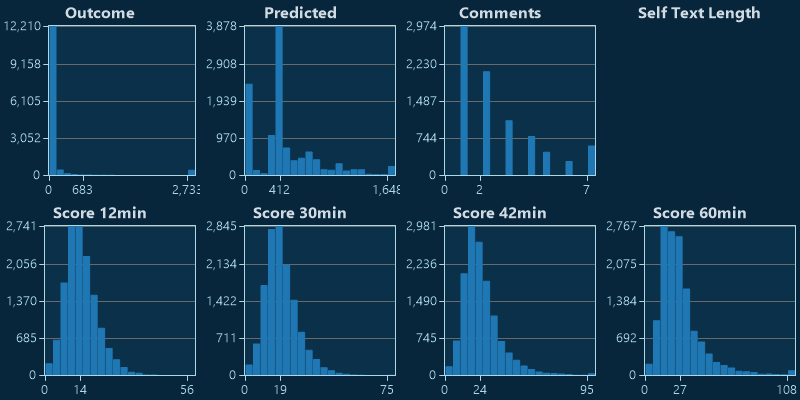 Outcome
12,210
9,158
6,105
3,052
0
0 683 2,733
Predicted
3,878
2,908
1,939
970
0
0 412 1,648
Comments
2,974
2,230
1,487
744
0
0 2 7
Self Text Length
Score 12min
2,741
2,056
1,370
685
0
0 14 56
Score 30min
2,845
2,134
1,422
711
0
0 19 75
Score 42min
2,981
2,236
1,490
745
0
0 24 95
Score 60min
2,767
2,075
1,384
692
0
0 27 108